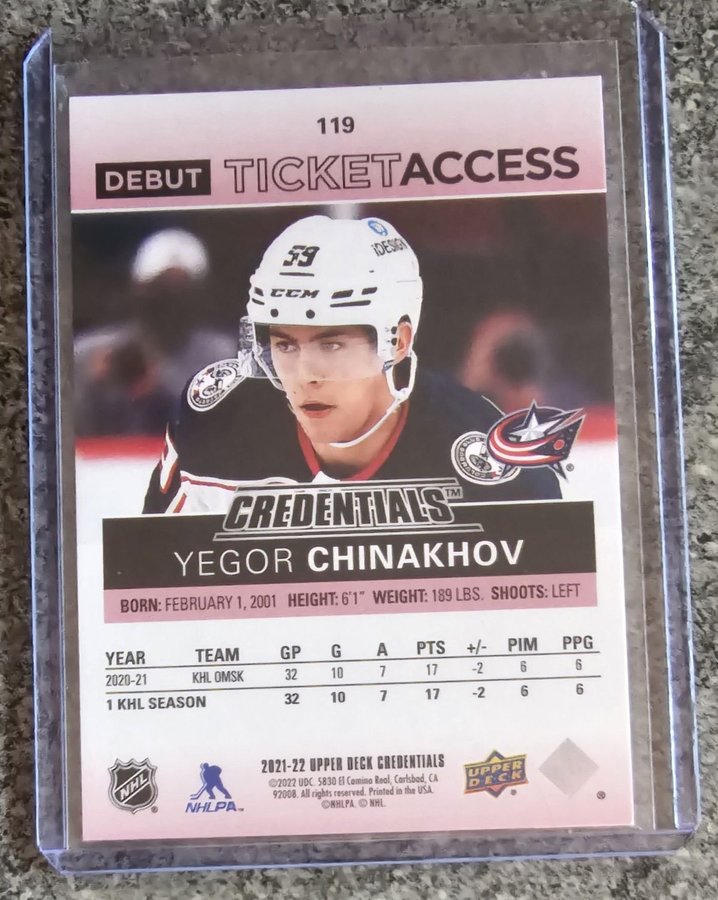 119
DEBUT TICKETACCESS
59
iDESIGN
CCM
CREDENTIALS™
YEGOR CHINAKHOV
BORN: FEBRUARY 1, 2001 HEIGHT: 6'1" WEIGHT: 189 LBS. SHOOTS: LEFT
YEAR TEAM GP G A PTS +/- PIM PPG
2020-21 KHL OMSK 32 10 7 17 -2 6 6
1 KHL SEASON 32 10 7 17 -2 6 6
2021-22 UPPER DECK CREDENTIALS
©2022 UDC. 5830 El Camino Real, Carlsbad, CA
92008. All rights reserved. Printed in the USA.
©NHLPA. © NHL.
NHL ®
NHLPA™
UPPER DECK ®
®